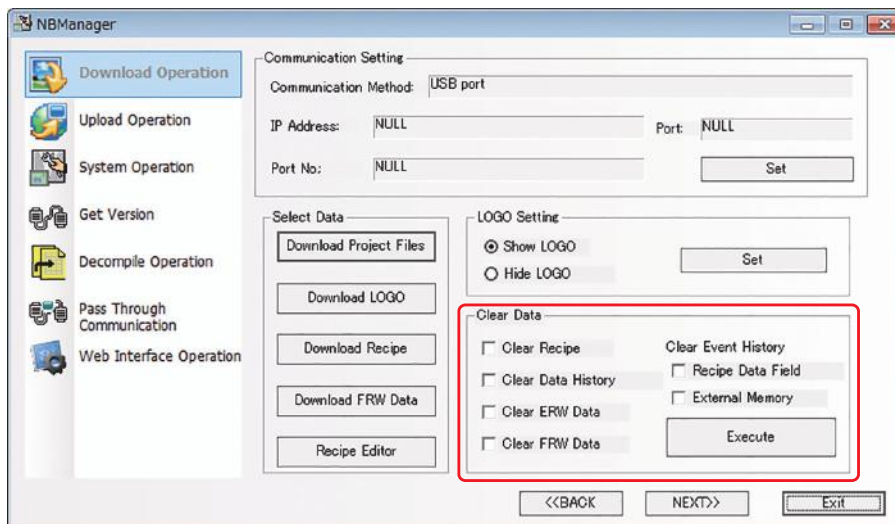 NBManager
Download Operation
Upload Operation
System Operation
Get Version
Decompile Operation
Pass Through
Communication
Web Interface Operation
Communication Setting
Communication Method: USB port
IP Address: NULL Port: NULL
Port No: NULL Set
Select Data
Download Project Files
Download LOGO
Download Recipe
Download FRW Data
Recipe Editor
LOGO Setting
Show LOGO
Hide LOGO
Set
Clear Data
Clear Recipe
Clear Data History
Clear ERW Data
Clear FRW Data
Clear Event History
Recipe Data Field
External Memory
Execute
<<BACK NEXT>> Exit